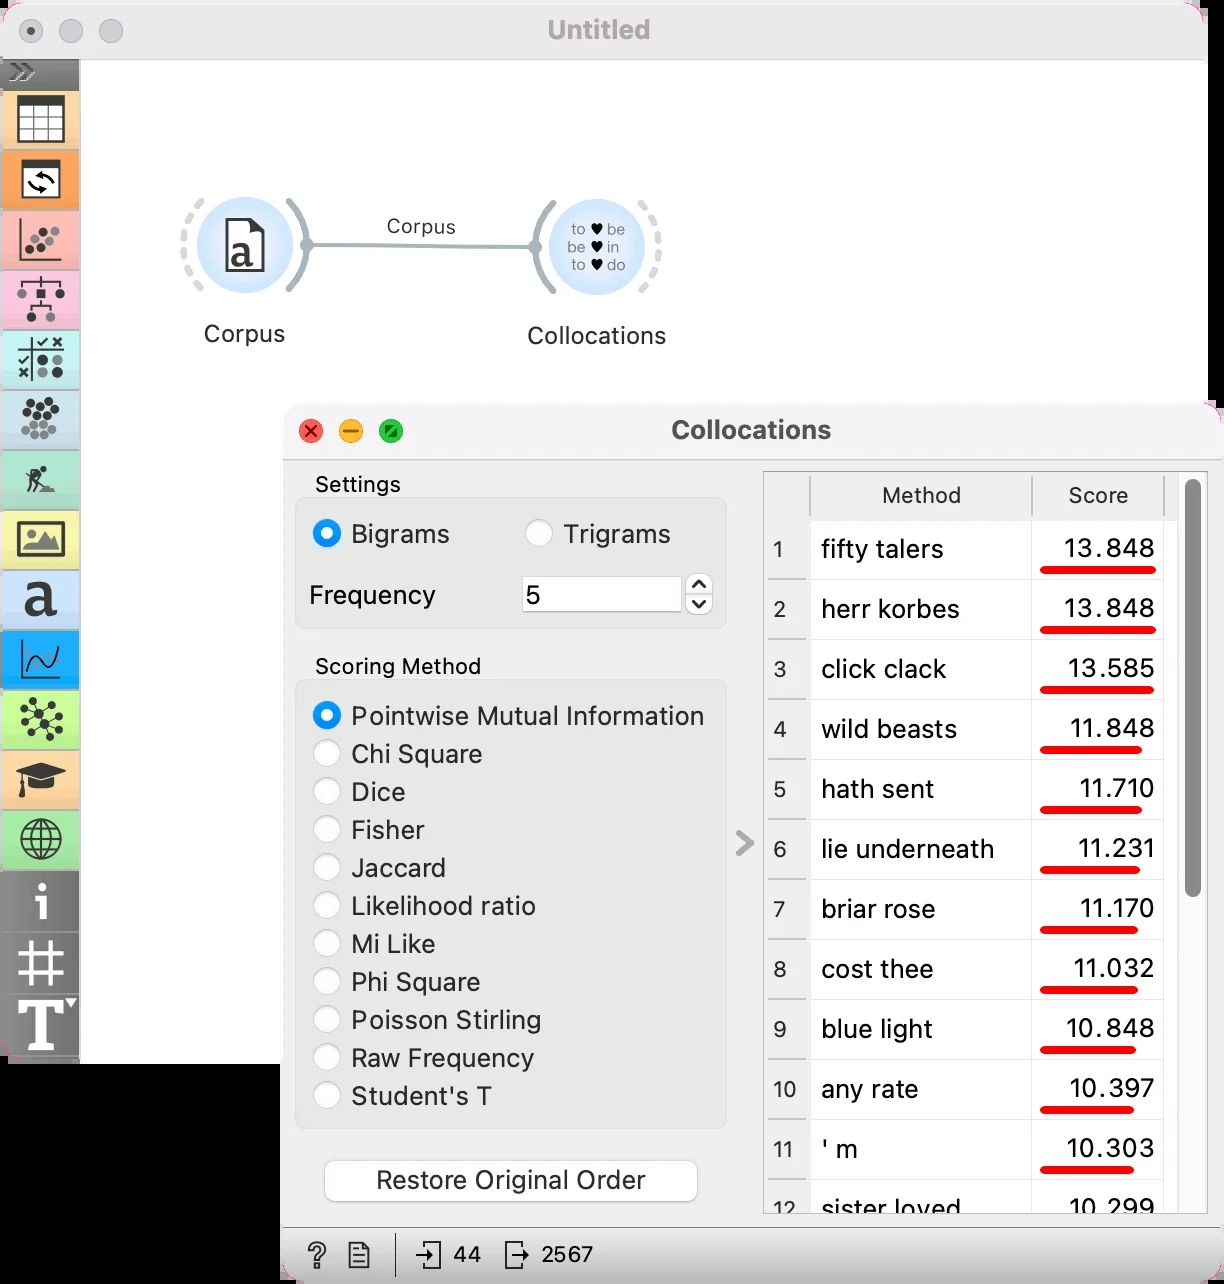 Untitled
Corpus
to ♥ be
be ♥ in
to ♥ do
a
Corpus
Collocations
a
i
T
Collocations
Settings
Bigrams Trigrams
Frequency 5
Scoring Method
Pointwise Mutual Information
Chi Square
Dice
Fisher
Jaccard
Likelihood ratio
Mi Like
Phi Square
Poisson Stirling
Raw Frequency
Student's T
Restore Original Order
Method Score
1 fifty talers 13.848
2 herr korbes 13.848
3 click clack 13.585
4 wild beasts 11.848
5 hath sent 11.710
6 lie underneath 11.231
7 briar rose 11.170
8 cost thee 11.032
9 blue light 10.848
10 any rate 10.397
11 ' m 10.303
12 sister loved 10.299
? 44 2567